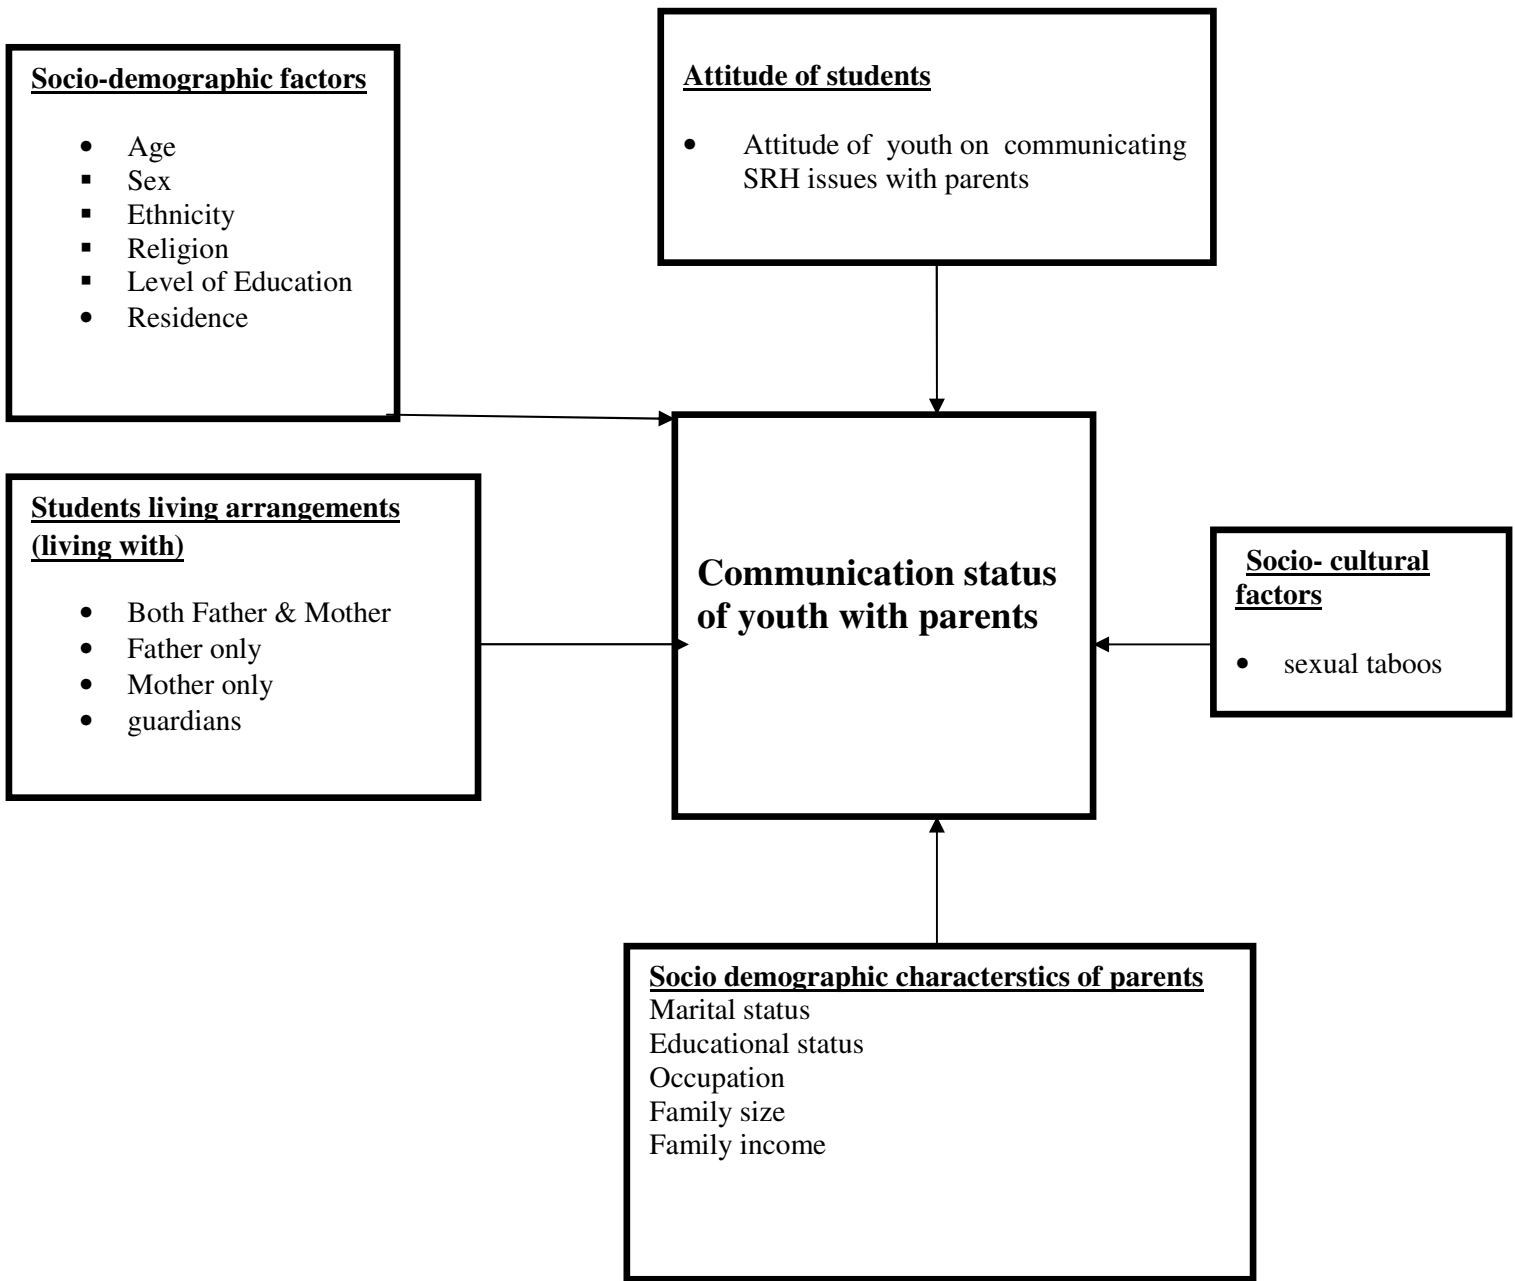 Socio-demographic factors
• Age
▪ Sex
▪ Ethnicity
▪ Religion
▪ Level of Education
• Residence
Attitude of students
• Attitude of youth on communicating
SRH issues with parents
Students living arrangements
(living with)
• Both Father & Mother
• Father only
• Mother only
• guardians
Communication status
of youth with parents
Socio- cultural
factors
• sexual taboos
Socio demographic characterstics of parents
Marital status
Educational status
Occupation
Family size
Family income